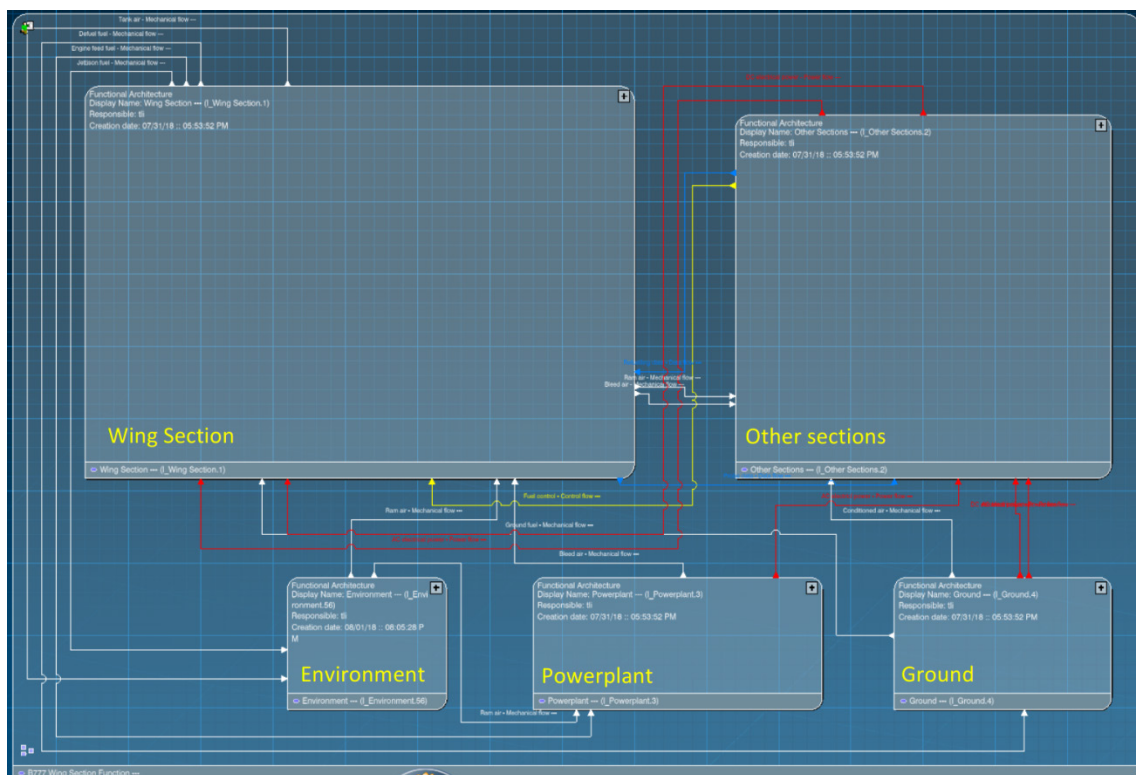 Tank air - Mechanical flow ---
Defuel fuel - Mechanical flow ---
Engine feed fuel - Mechanical flow ---
Jettison fuel - Mechanical flow ---
Functional Architecture
Display Name: Wing Section --- (I_Wing Section.1)
Responsible: tli
Creation date: 07/31/18 :: 05:53:52 PM
Functional Architecture
Display Name: Other Sections --- (I_Other Sections.2)
Responsible: tli
Creation date: 07/31/18 :: 05:53:52 PM
Ram air - Mechanical flow ---
Bleed air - Mechanical flow ---
Wing Section
Other sections
Wing Section --- (I_Wing Section.1)
Other Sections --- (I_Other Sections.2)
Fuel control - Control flow ---
Ram air - Mechanical flow ---
Conditioned air - Mechanical flow ---
Ground fuel - Mechanical flow ---
Bleed air - Mechanical flow ---
Functional Architecture
Display Name: Environment --- (I_Envi
ronment.56)
Responsible: tli
Creation date: 08/01/18 :: 08:05:28 P
M
Functional Architecture
Display Name: Powerplant --- (I_Powerplant.3)
Responsible: tli
Creation date: 07/31/18 :: 05:53:52 PM
Functional Architecture
Display Name: Ground --- (I_Ground.4)
Responsible: tli
Creation date: 07/31/18 :: 05:53:52 PM
Environment
Powerplant
Ground
Environment --- (I_Environment.56)
Powerplant --- (I_Powerplant.3)
Ground --- (I_Ground.4)
Ram air - Mechanical flow ---
B777 Wing Section Function ---